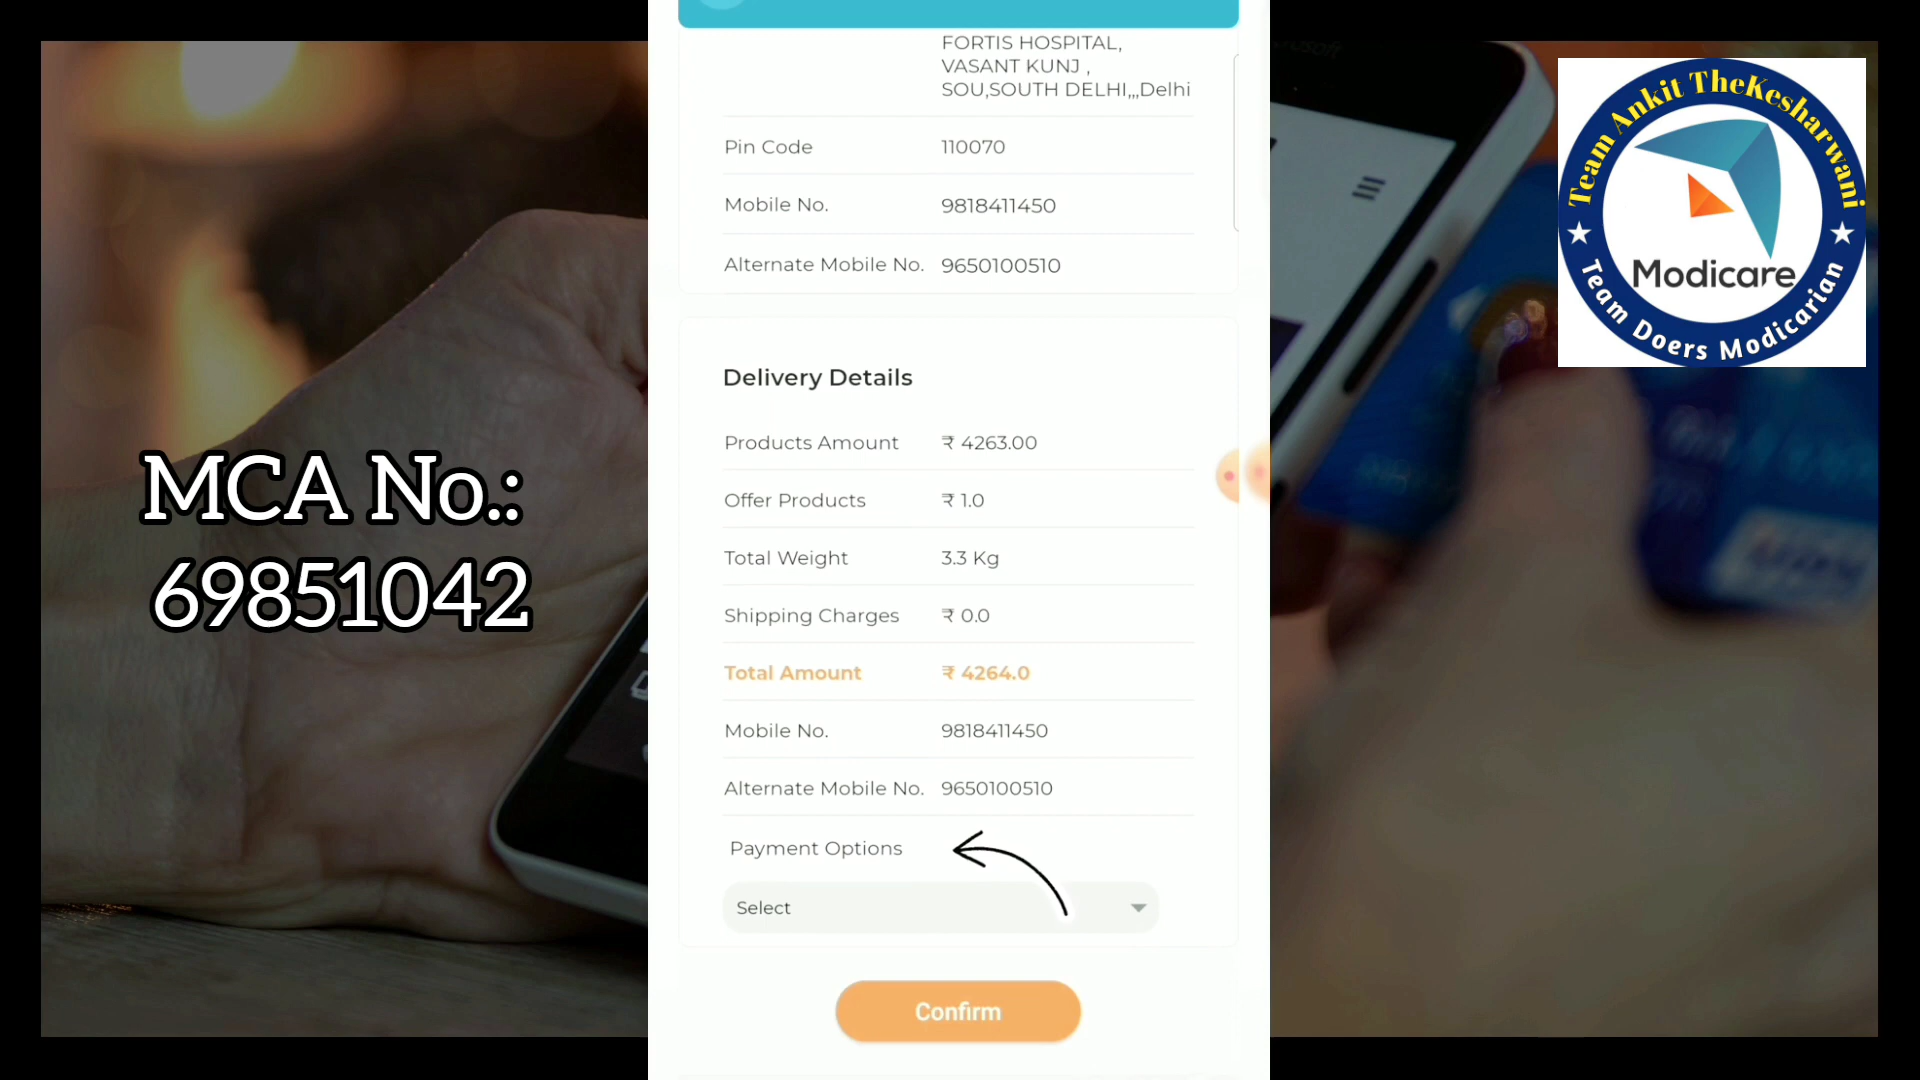 FORTIS HOSPITAL,
VASANT KUNJ ,
SOU,SOUTH DELHI,,,Delhi
Pin Code 110070
Mobile No. 9818411450
Alternate Mobile No. 9650100510
Delivery Details
Products Amount ₹ 4263.00
Offer Products ₹ 1.0
Total Weight 3.3 Kg
Shipping Charges ₹ 0.0
Total Amount ₹ 4264.0
Mobile No. 9818411450
Alternate Mobile No. 9650100510
Payment Options
Select
Confirm
MCA No.:
69851042
Team Ankit TheKesharwani
Modicare
Team Doers Modicarian